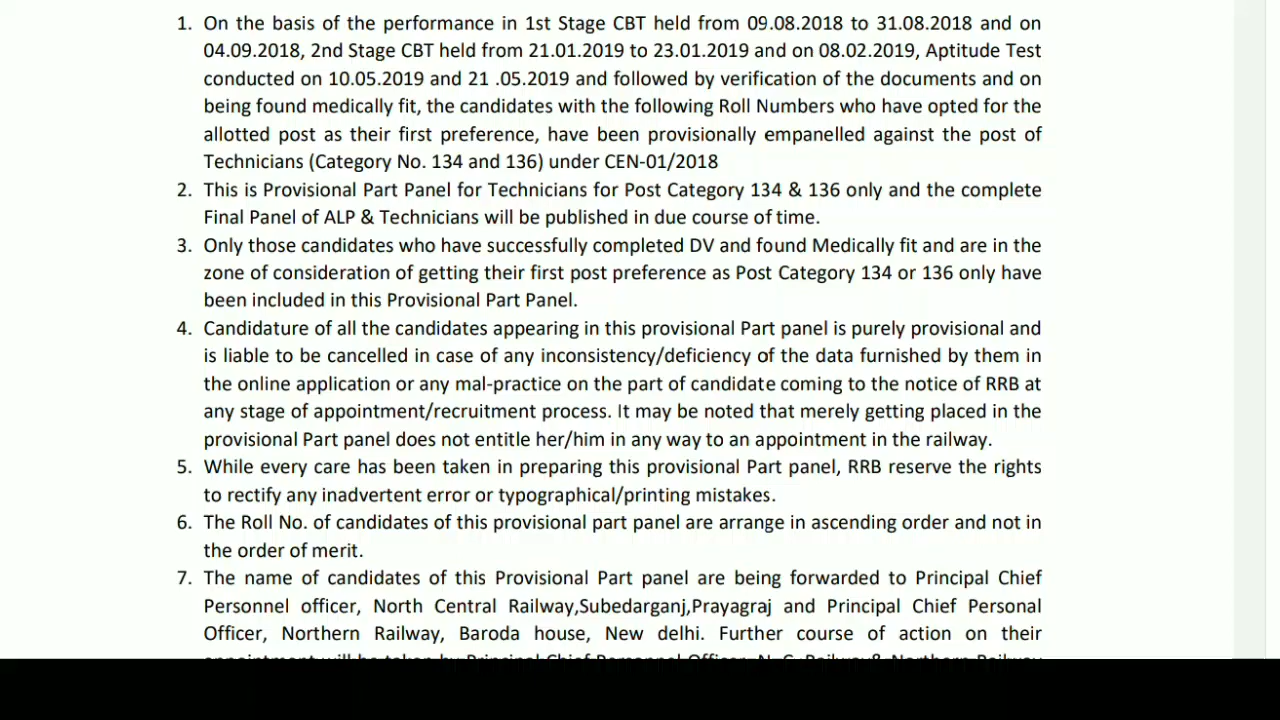 1. On the basis of the performance in 1st Stage CBT held from 09.08.2018 to 31.08.2018 and on
04.09.2018, 2nd Stage CBT held from 21.01.2019 to 23.01.2019 and on 08.02.2019, Aptitude Test
conducted on 10.05.2019 and 21 .05.2019 and followed by verification of the documents and on
being found medically fit, the candidates with the following Roll Numbers who have opted for the
allotted post as their first preference, have been provisionally empanelled against the post of
Technicians (Category No. 134 and 136) under CEN-01/2018
2. This is Provisional Part Panel for Technicians for Post Category 134 & 136 only and the complete
Final Panel of ALP & Technicians will be published in due course of time.
3. Only those candidates who have successfully completed DV and found Medically fit and are in the
zone of consideration of getting their first post preference as Post Category 134 or 136 only have
been included in this Provisional Part Panel.
4. Candidature of all the candidates appearing in this provisional Part panel is purely provisional and
is liable to be cancelled in case of any inconsistency/deficiency of the data furnished by them in
the online application or any mal-practice on the part of candidate coming to the notice of RRB at
any stage of appointment/recruitment process. It may be noted that merely getting placed in the
provisional Part panel does not entitle her/him in any way to an appointment in the railway.
5. While every care has been taken in preparing this provisional Part panel, RRB reserve the rights
to rectify any inadvertent error or typographical/printing mistakes.
6. The Roll No. of candidates of this provisional part panel are arrange in ascending order and not in
the order of merit.
7. The name of candidates of this Provisional Part panel are being forwarded to Principal Chief
Personnel officer, North Central Railway,Subedarganj,Prayagraj and Principal Chief Personal
Officer, Northern Railway, Baroda house, New delhi. Further course of action on their